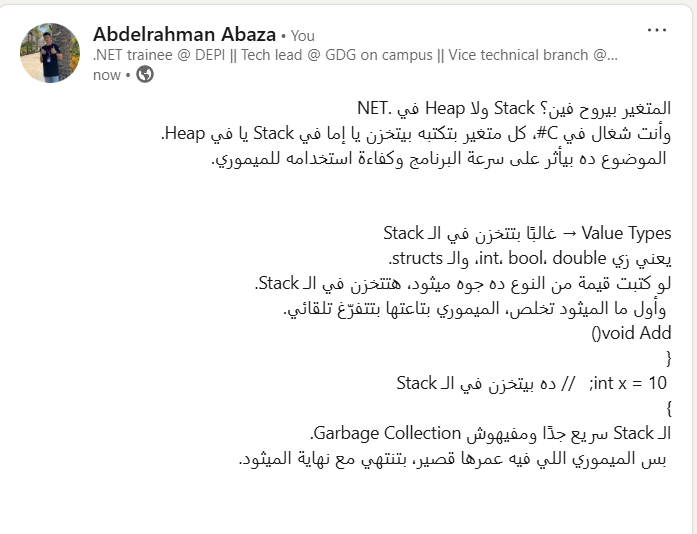 Abdelrahman Abaza • You
.NET trainee @ DEPI || Tech lead @ GDG on campus || Vice technical branch @...
now •
المتغير بيروح فين؟ Stack ولا Heap في .NET
وأنت شغال في C#، كل متغير بتكتبه بيتخزن يا إما في Stack يا في Heap.
الموضوع ده بيأثر على سرعة البرنامج وكفاءة استخدامه للميموري.
Value Types → غالبًا بتتخزن في الـ Stack
يعني زي int، bool، double، والـ structs.
لو كتبت قيمة من النوع ده جوه ميثود، هتتخزن في الـ Stack.
وأول ما الميثود تخلص، الميموري بتاعتها بتتفرّغ تلقائي.
void Add()
{
int x = 10;   // ده بيتخزن في الـ Stack
}
الـ Stack سريع جدًا ومفيهوش Garbage Collection.
بس الميموري اللي فيه عمرها قصير، بتنتهي مع نهاية الميثود.